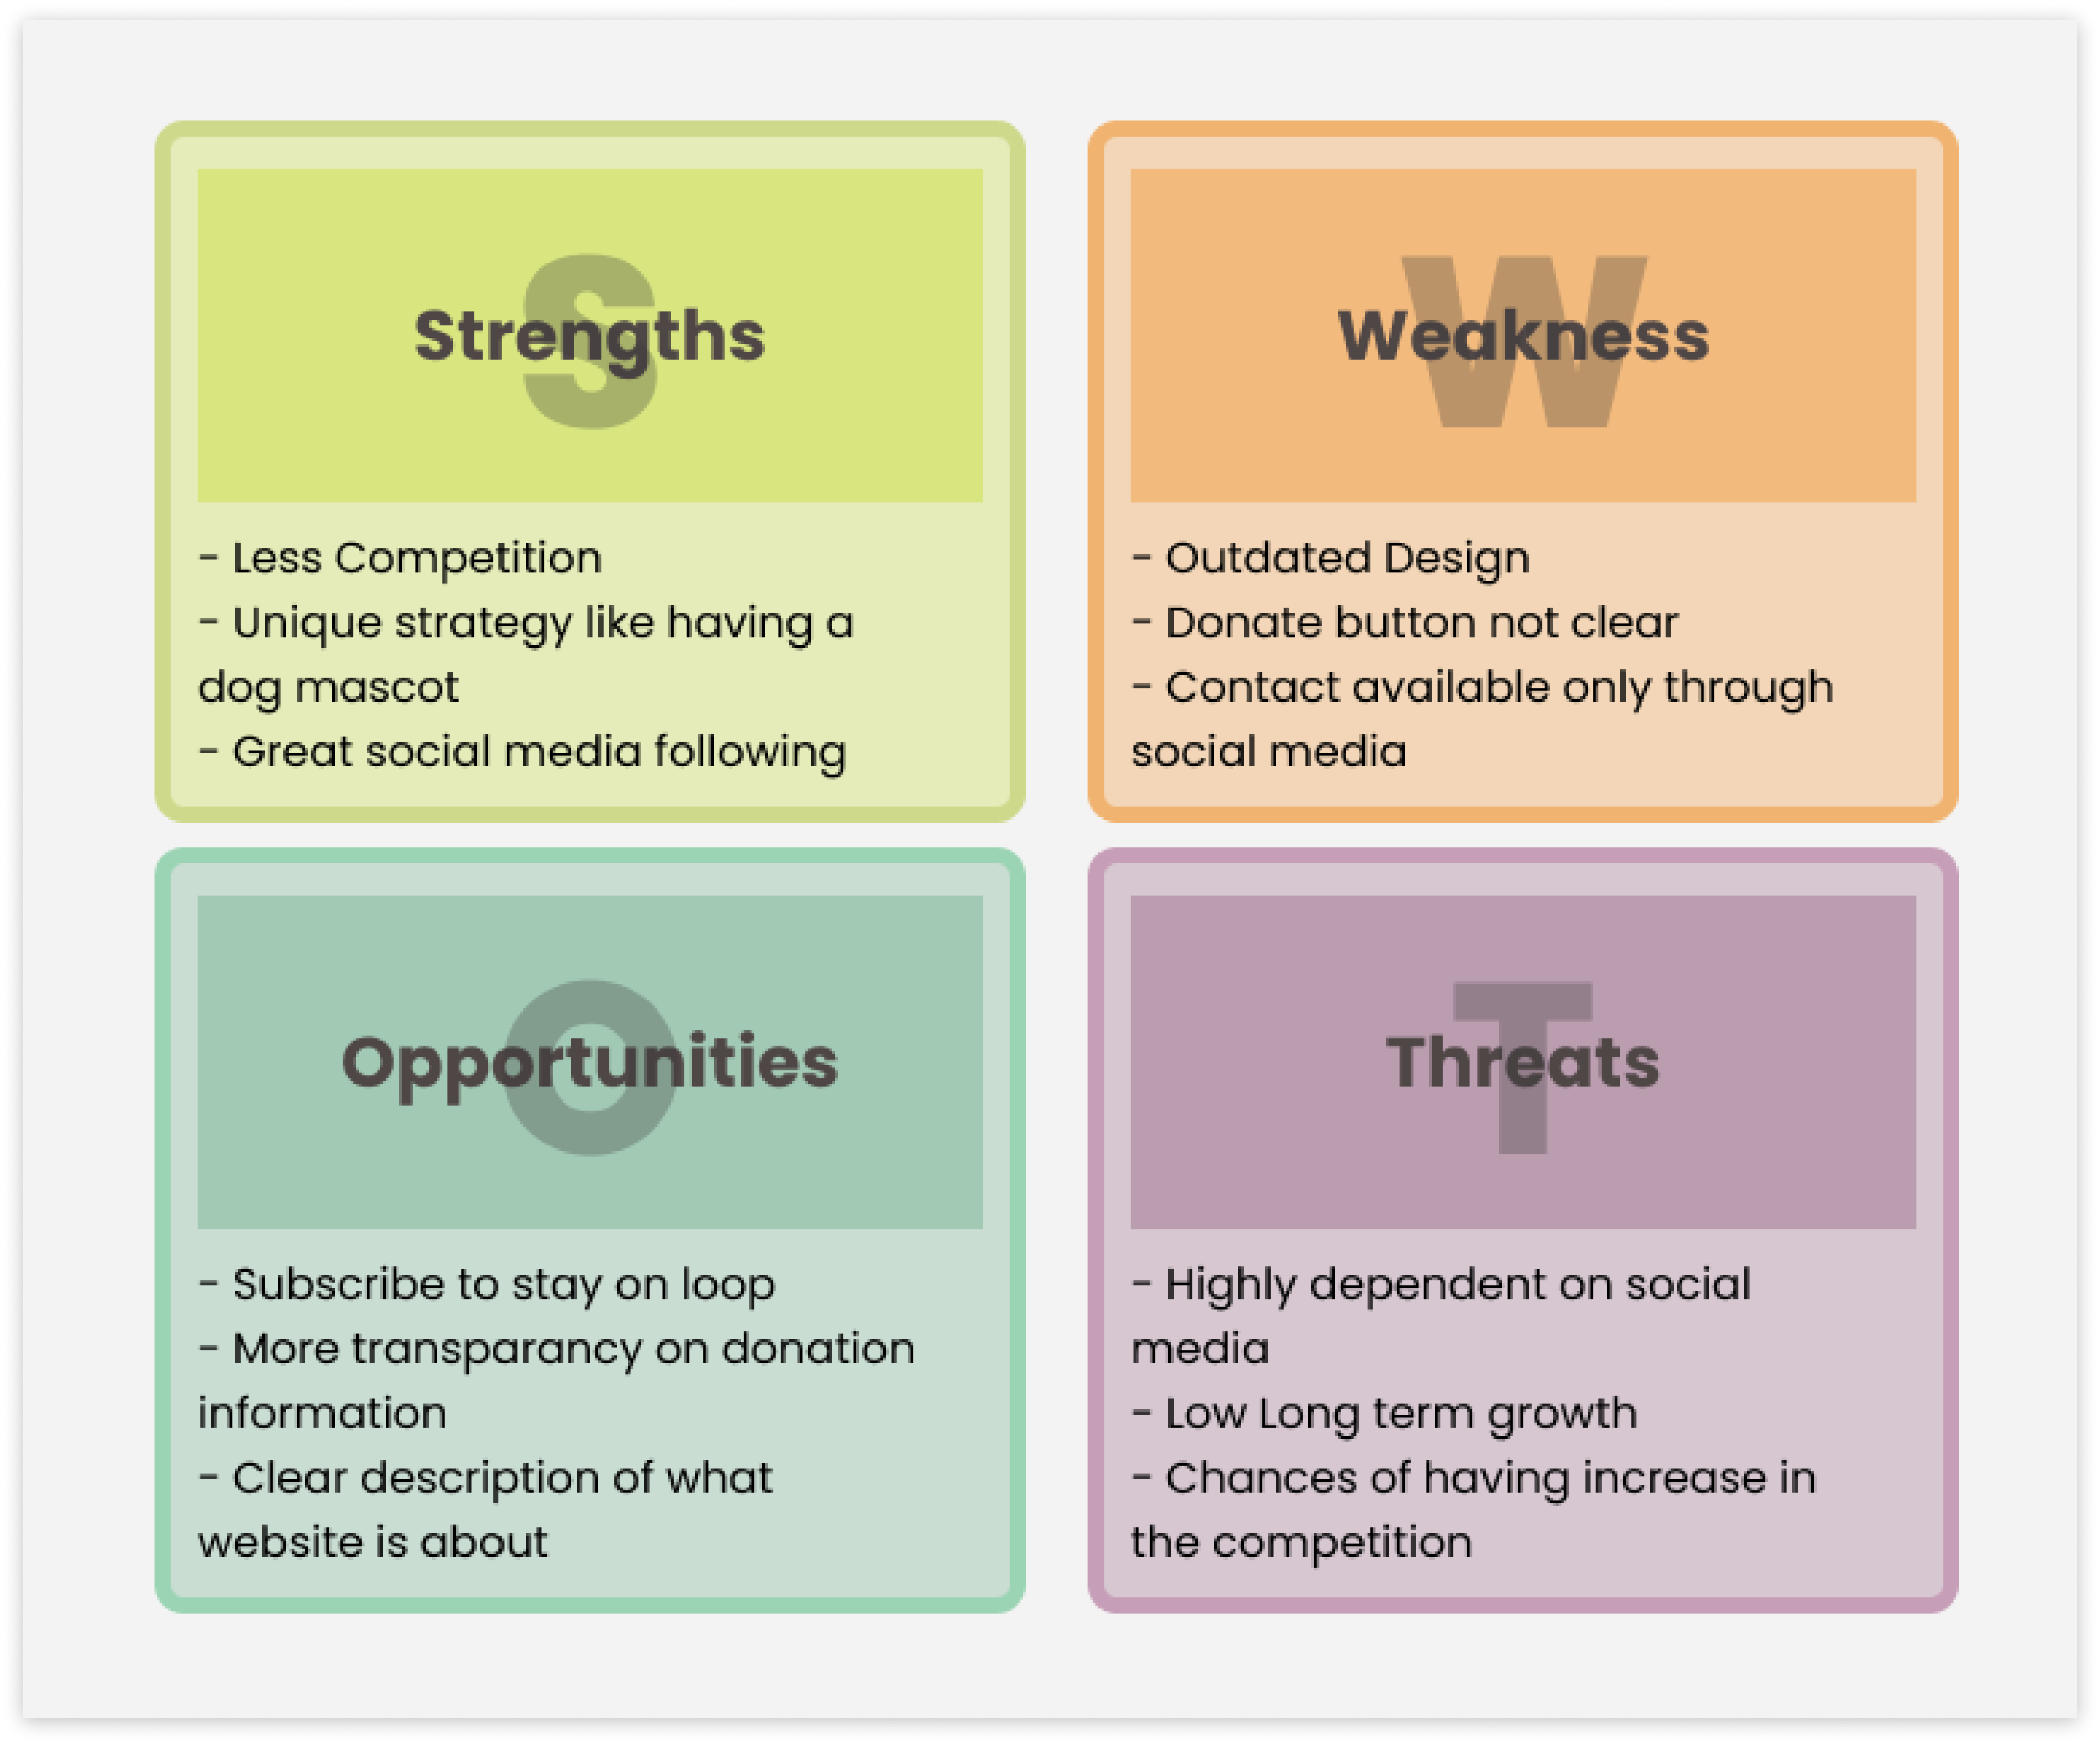 S
Strengths
- Less Competition
- Unique strategy like having a
dog mascot
- Great social media following
W
Weakness
- Outdated Design
- Donate button not clear
- Contact available only through
social media
O
Opportunities
- Subscribe to stay on loop
- More transparancy on donation
information
- Clear description of what
website is about
T
Threats
- Highly dependent on social
media
- Low Long term growth
- Chances of having increase in
the competition